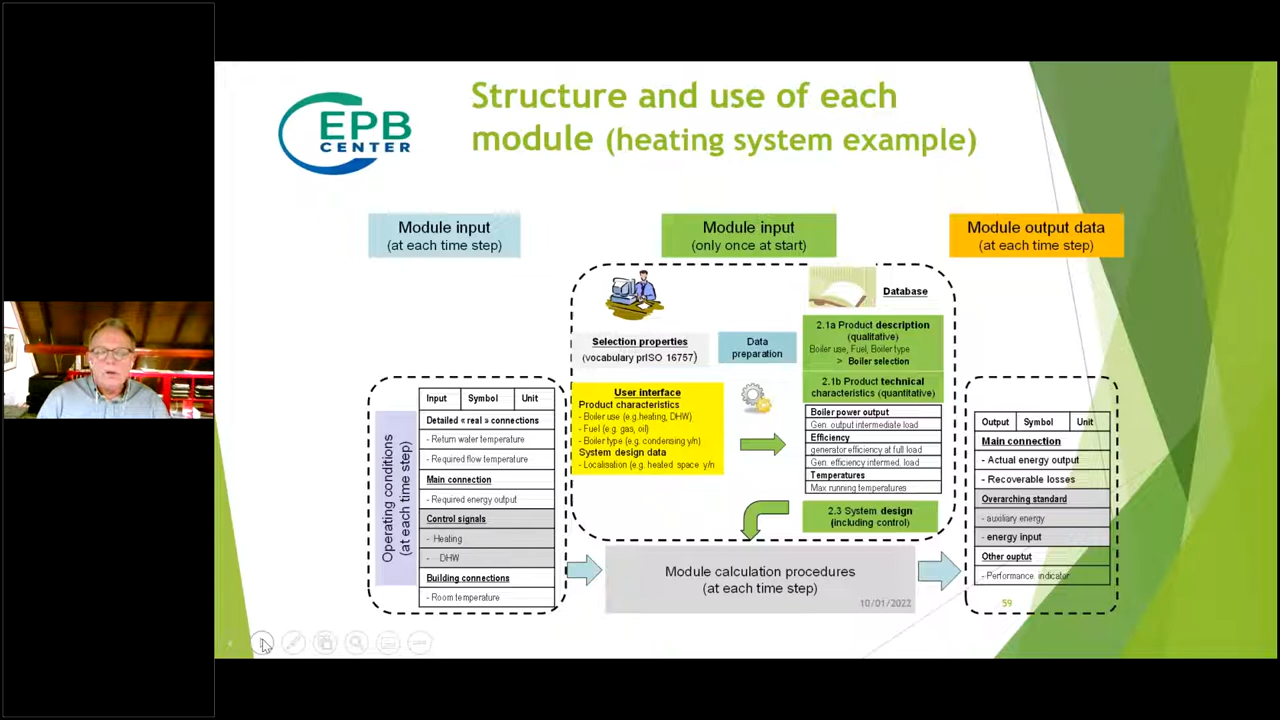 EPB
CENTER
Structure and use of each
module (heating system example)
Module input
(at each time step)
Module input
(only once at start)
Module output data
(at each time step)
Database
Selection properties
(vocabulary prISO 16757)
Data
preparation
2.1a Product description
(qualitative)
Boiler use, Fuel, Boiler type
> Boiler selection
2.1b Product technical
characteristics (quantitative)
User interface
Product characteristics
- Boiler use (e.g.heating, DHW)
- Fuel (e.g. gas, oil)
- Boiler type (e.g. condensing y/n)
System design data
- Localisation (e.g. heated space y/n
Boiler power output
Gen. output intermediate load
Efficiency
generator efficiency at full load
Gen. efficiency intermed. load
Temperatures
Max running temperatures
2.3 System design
(including control)
Operating conditions
(at each time step)
Input Symbol Unit
Detailed « real » connections
- Return water temperature
- Required flow temperature
Main connection
- Required energy output
Control signals
- Healing
- DHW
Building connections
- Room temperature
Module calculation procedures
(at each time step)
10/01/2022
Output Symbol Unit
Main connection
- Actual energy output
- Recoverable losses
Overarching standard
- auxiliary energy
- energy input
Other ouptut
- Performance indicator
59